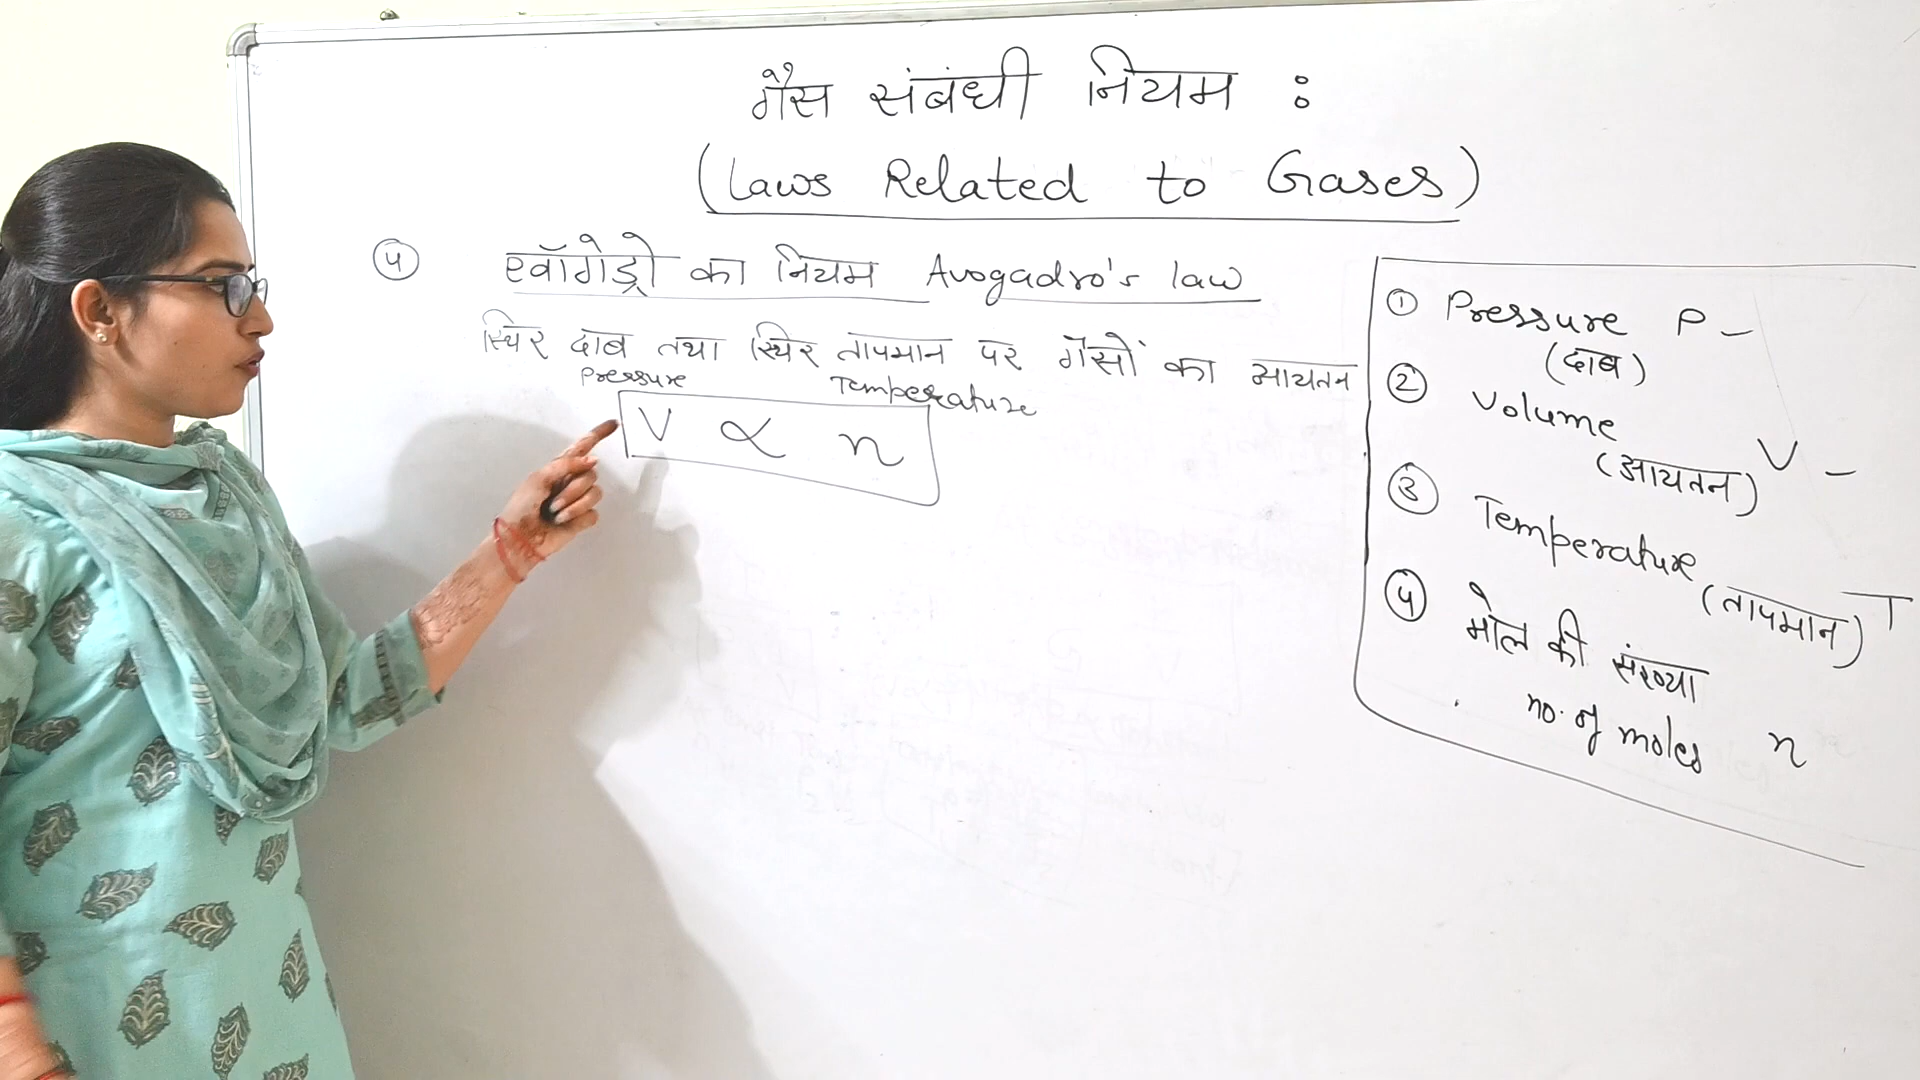 गैस संबंधी नियम :
(Laws Related to Gases)
④ एवॉगेड्रो का नियम Avogadro's law
स्थिर दाब तथा स्थिर तापमान पर गैसों का आयतन
Pressure Temperature
V ∝ n
① Pressure P –
(दाब)
② Volume V –
(आयतन)
③ Temperature T
(तापमान)
④ मोल की संख्या
no. of moles n